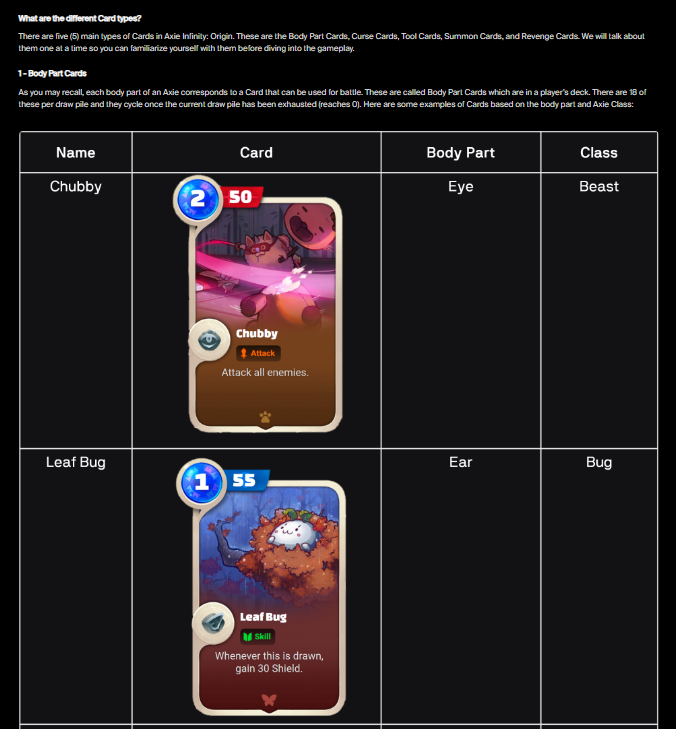 What are the different Card types?
There are five (5) main types of Cards in Axie Infinity: Origin. These are the Body Part Cards, Curse Cards, Tool Cards, Summon Cards, and Revenge Cards. We will talk about
them one at a time so you can familiarize yourself with them before diving into the gameplay.
1 - Body Part Cards
As you may recall, each body part of an Axie corresponds to a Card that can be used for battle. These are called Body Part Cards which are in a player's deck. There are 18 of
these per draw pile and they cycle once the current draw pile has been exhausted (reaches 0). Here are some examples of Cards based on the body part and Axie Class:
Name Card Body Part Class
Chubby Eye Beast
2 50
Chubby
Attack
Attack all enemies.
Leaf Bug Ear Bug
1 55
Leaf Bug
Skill
Whenever this is drawn,
gain 30 Shield.